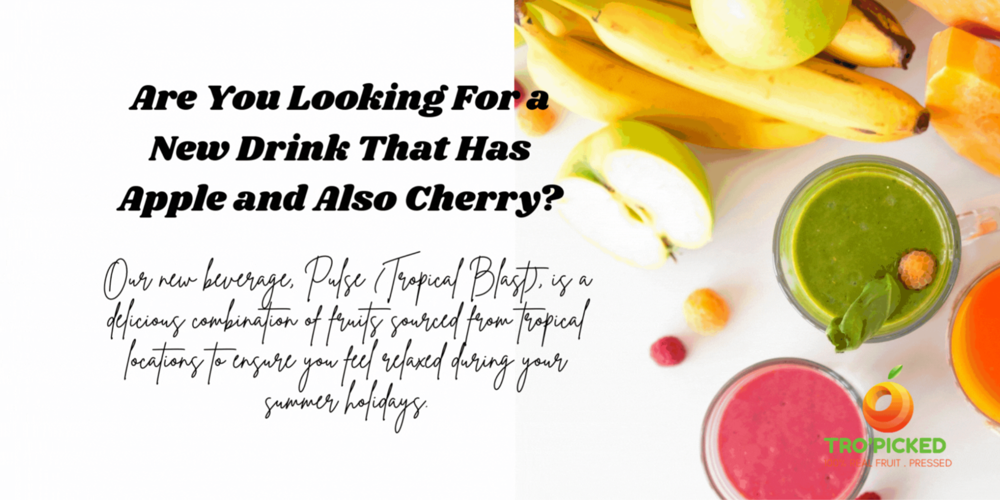 Are You Looking For a
New Drink That Has
Apple and Also Cherry?
Our new beverage, Pulse (Tropical Blast), is a
delicious combination of fruits sourced from tropical
locations to ensure you feel relaxed during your
summer holidays.
TRO'PICKED
100% REAL FRUIT . PRESSED